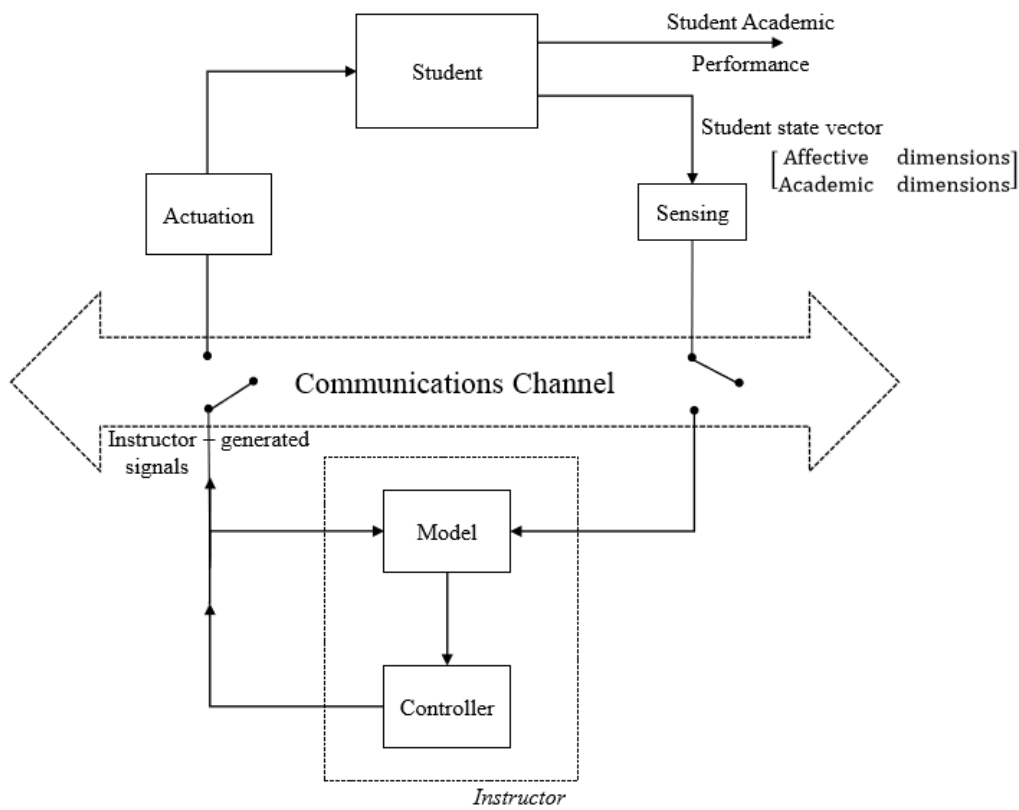 Student Academic
Performance
Student
Student state vector
[Affective dimensions]
[Academic dimensions]
Actuation
Sensing
Communications Channel
Instructor – generated
signals
Model
Controller
Instructor